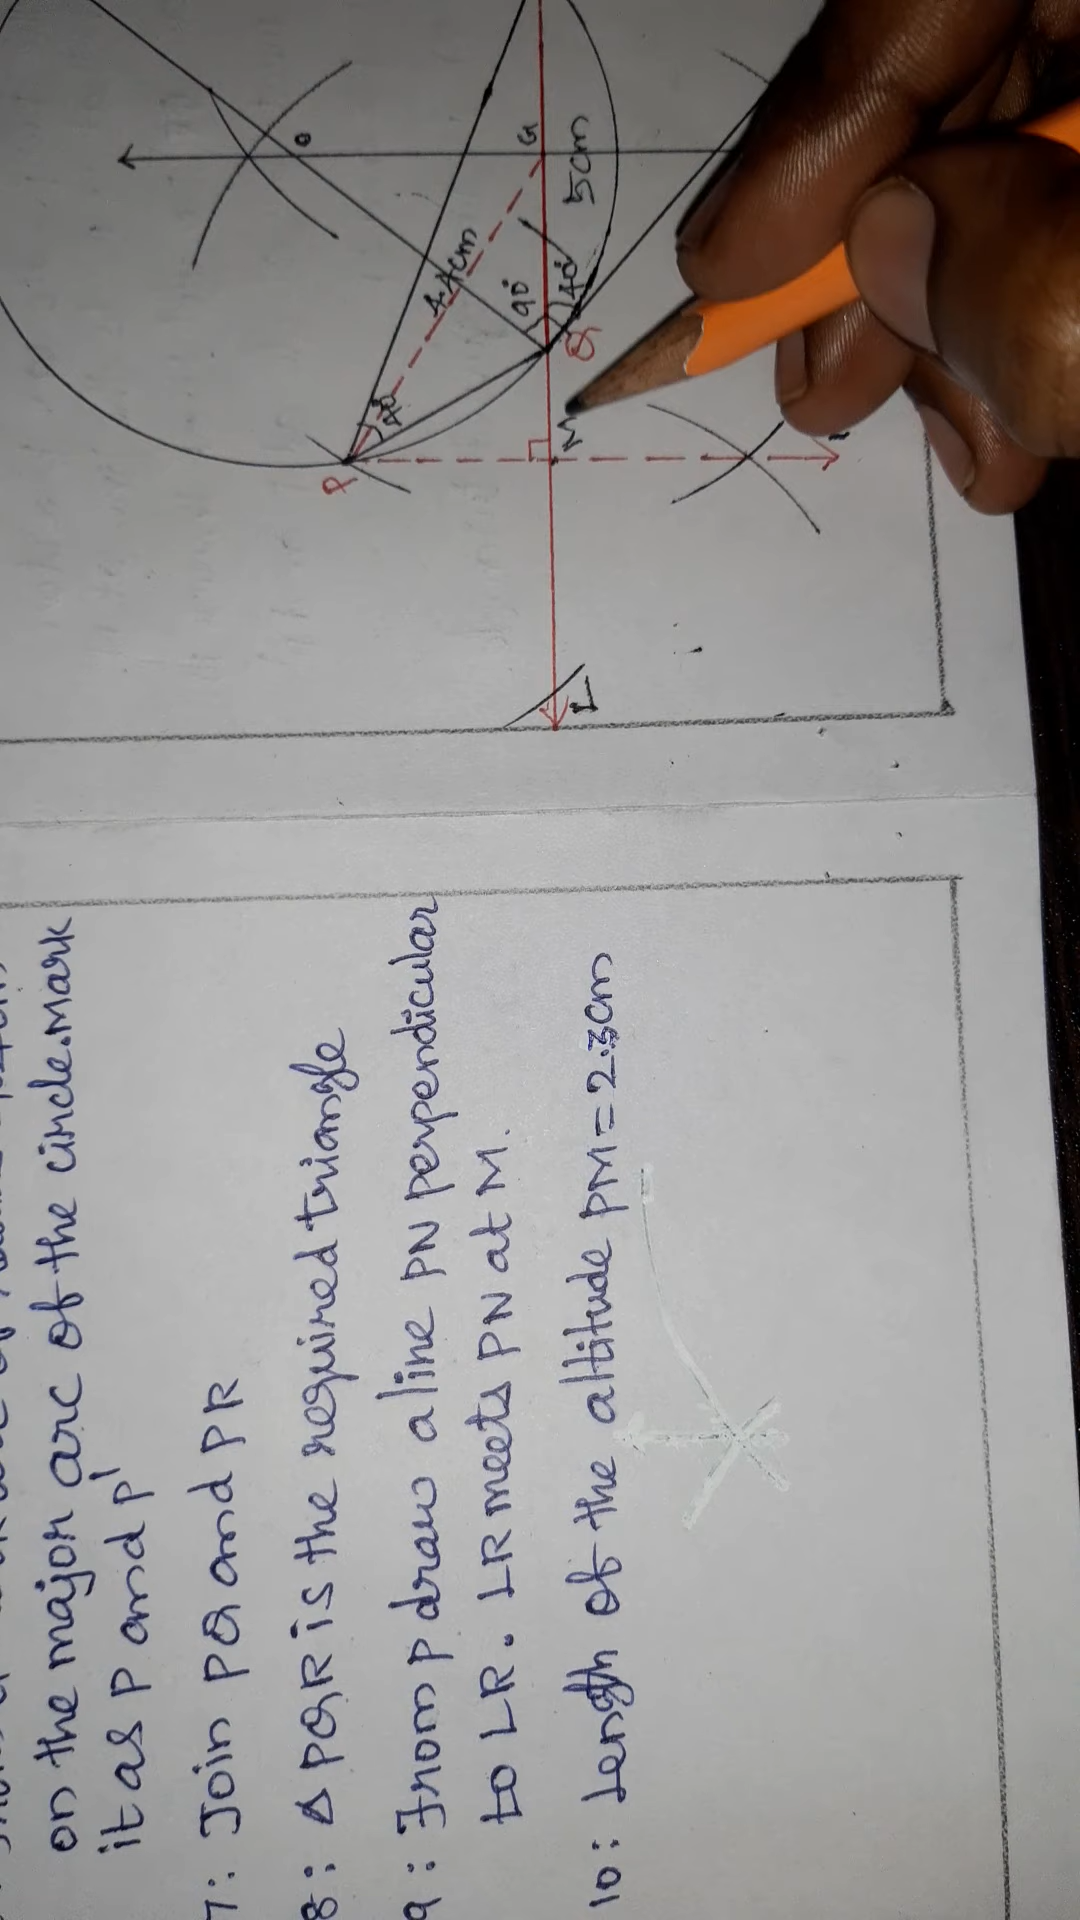 on the major arc of the circle. Mark
it as P and P'
7: Join PQ and PR
8: Δ PQR is the required triangle
9: From P draw a line PN perpendicular
to LR. LR meets PN at M.
10: Length of the altitude PM = 2.3cm
P
40°
4.4cm
O
G
5cm
90°
40°
Q
M
L